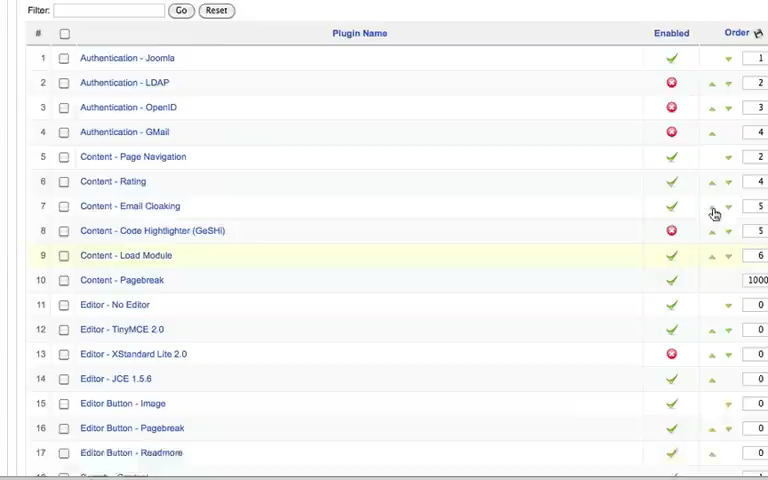 Filter: Go Reset
# Plugin Name Enabled Order
1 Authentication - Joomla 1
2 Authentication - LDAP 2
3 Authentication - OpenID 3
4 Authentication - GMail 4
5 Content - Page Navigation 2
6 Content - Rating 4
7 Content - Email Cloaking 5
8 Content - Code Hightlighter (GeSHi) 5
9 Content - Load Module 6
10 Content - Pagebreak 1000
11 Editor - No Editor 0
12 Editor - TinyMCE 2.0 0
13 Editor - XStandard Lite 2.0 0
14 Editor - JCE 1.5.6 0
15 Editor Button - Image 0
16 Editor Button - Pagebreak 0
17 Editor Button - Readmore 0